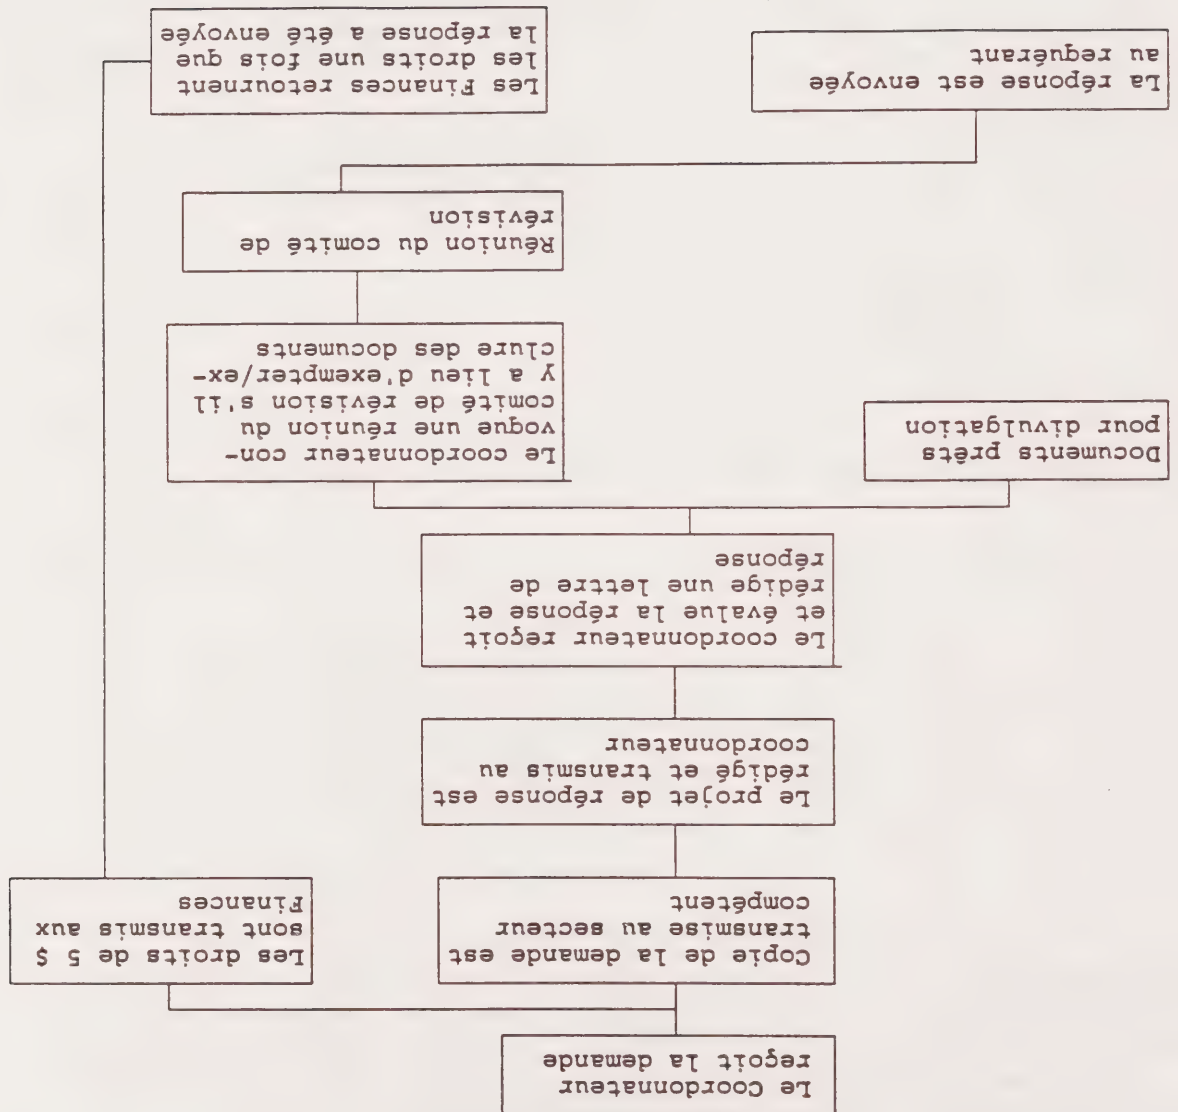 Le Coordonnateur
reçoit la demande
Copie de la demande est
transmise au secteur
compétent
Les droits de 5 $
sont transmis aux
Finances
Le projet de réponse est
rédigé et transmis au
coordonnateur
Le coordonnateur reçoit
et évalue la réponse et
rédige une lettre de
réponse
Documents prêts
pour divulgation
Le coordonnateur con-
voque une réunion du
comité de révision s'il
y a lieu d'exempter/ex-
clure des documents
Réunion du comité de
révision
La réponse est envoyée
au requérant
Les Finances retournent
les droits une fois que
la réponse a été envoyée